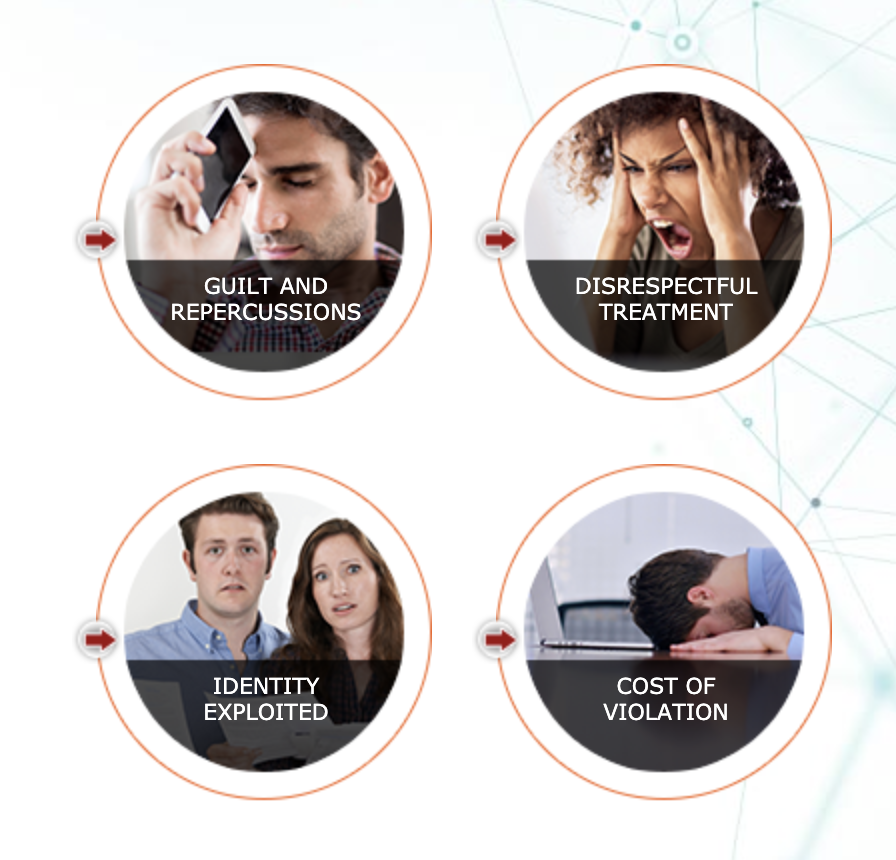 GUILT AND
REPERCUSSIONS
DISRESPECTFUL
TREATMENT
IDENTITY
EXPLOITED
COST OF
VIOLATION